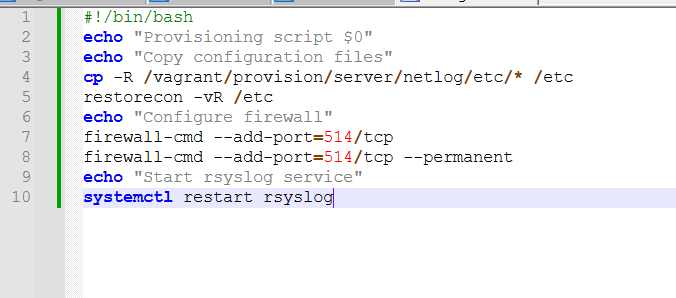 1 #!/bin/bash
2 echo "Provisioning script $0"
3 echo "Copy configuration files"
4 cp -R /vagrant/provision/server/netlog/etc/* /etc
5 restorecon -vR /etc
6 echo "Configure firewall"
7 firewall-cmd --add-port=514/tcp
8 firewall-cmd --add-port=514/tcp --permanent
9 echo "Start rsyslog service"
10 systemctl restart rsyslog